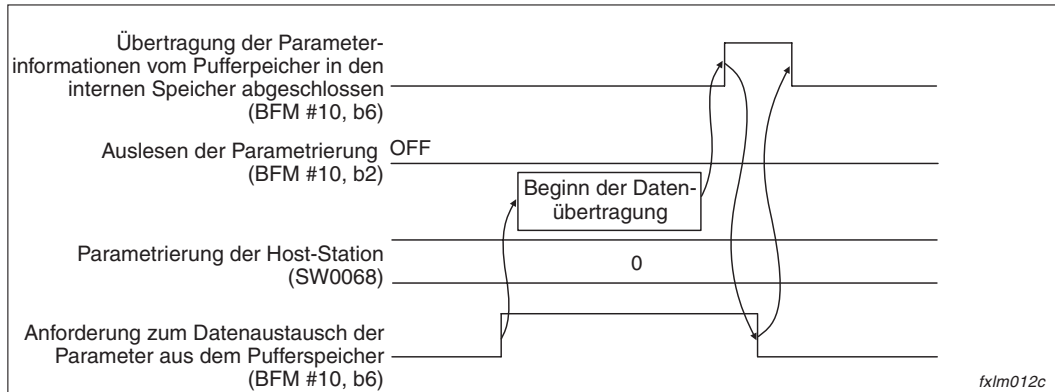 Übertragung der Parameter-
informationen vom Pufferpeicher in den
internen Speicher abgeschlossen
(BFM #10, b6)
Auslesen der Parametrierung OFF
(BFM #10, b2)
Beginn der Daten-
übertragung
Parametrierung der Host-Station
(SW0068)
0
Anforderung zum Datenaustausch der
Parameter aus dem Pufferspeicher
(BFM #10, b6)
fxlm012c